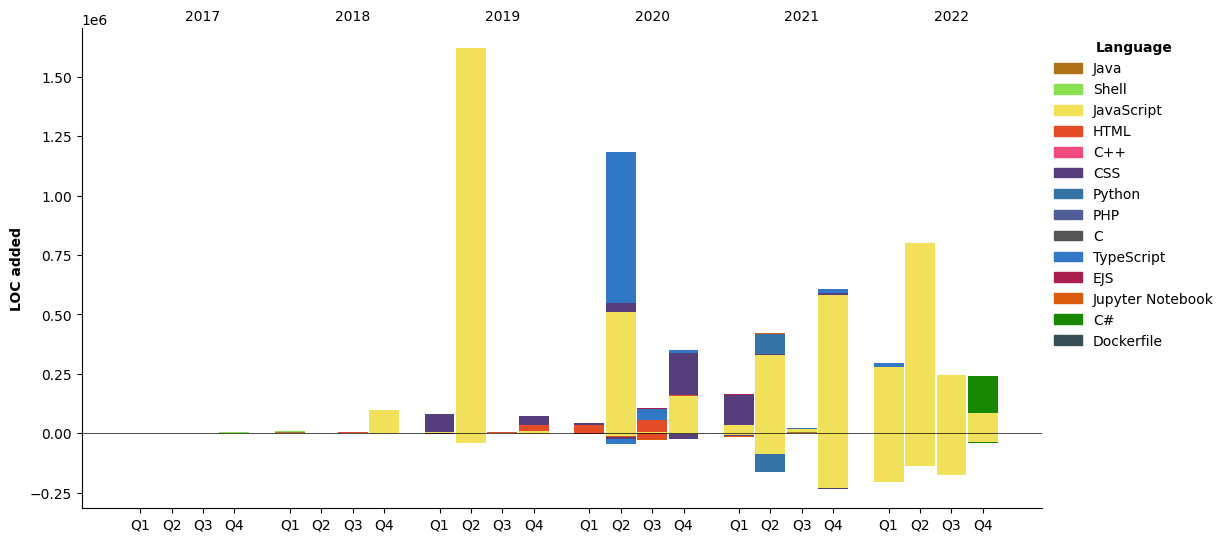 1e6
2017 2018 2019 2020 2021 2022
1.50
1.25
1.00
0.75
0.50
0.25
0.00
−0.25
LOC added
Q1 Q2 Q3 Q4 Q1 Q2 Q3 Q4 Q1 Q2 Q3 Q4 Q1 Q2 Q3 Q4 Q1 Q2 Q3 Q4 Q1 Q2 Q3 Q4
Language
Java
Shell
JavaScript
HTML
C++
CSS
Python
PHP
C
TypeScript
EJS
Jupyter Notebook
C#
Dockerfile